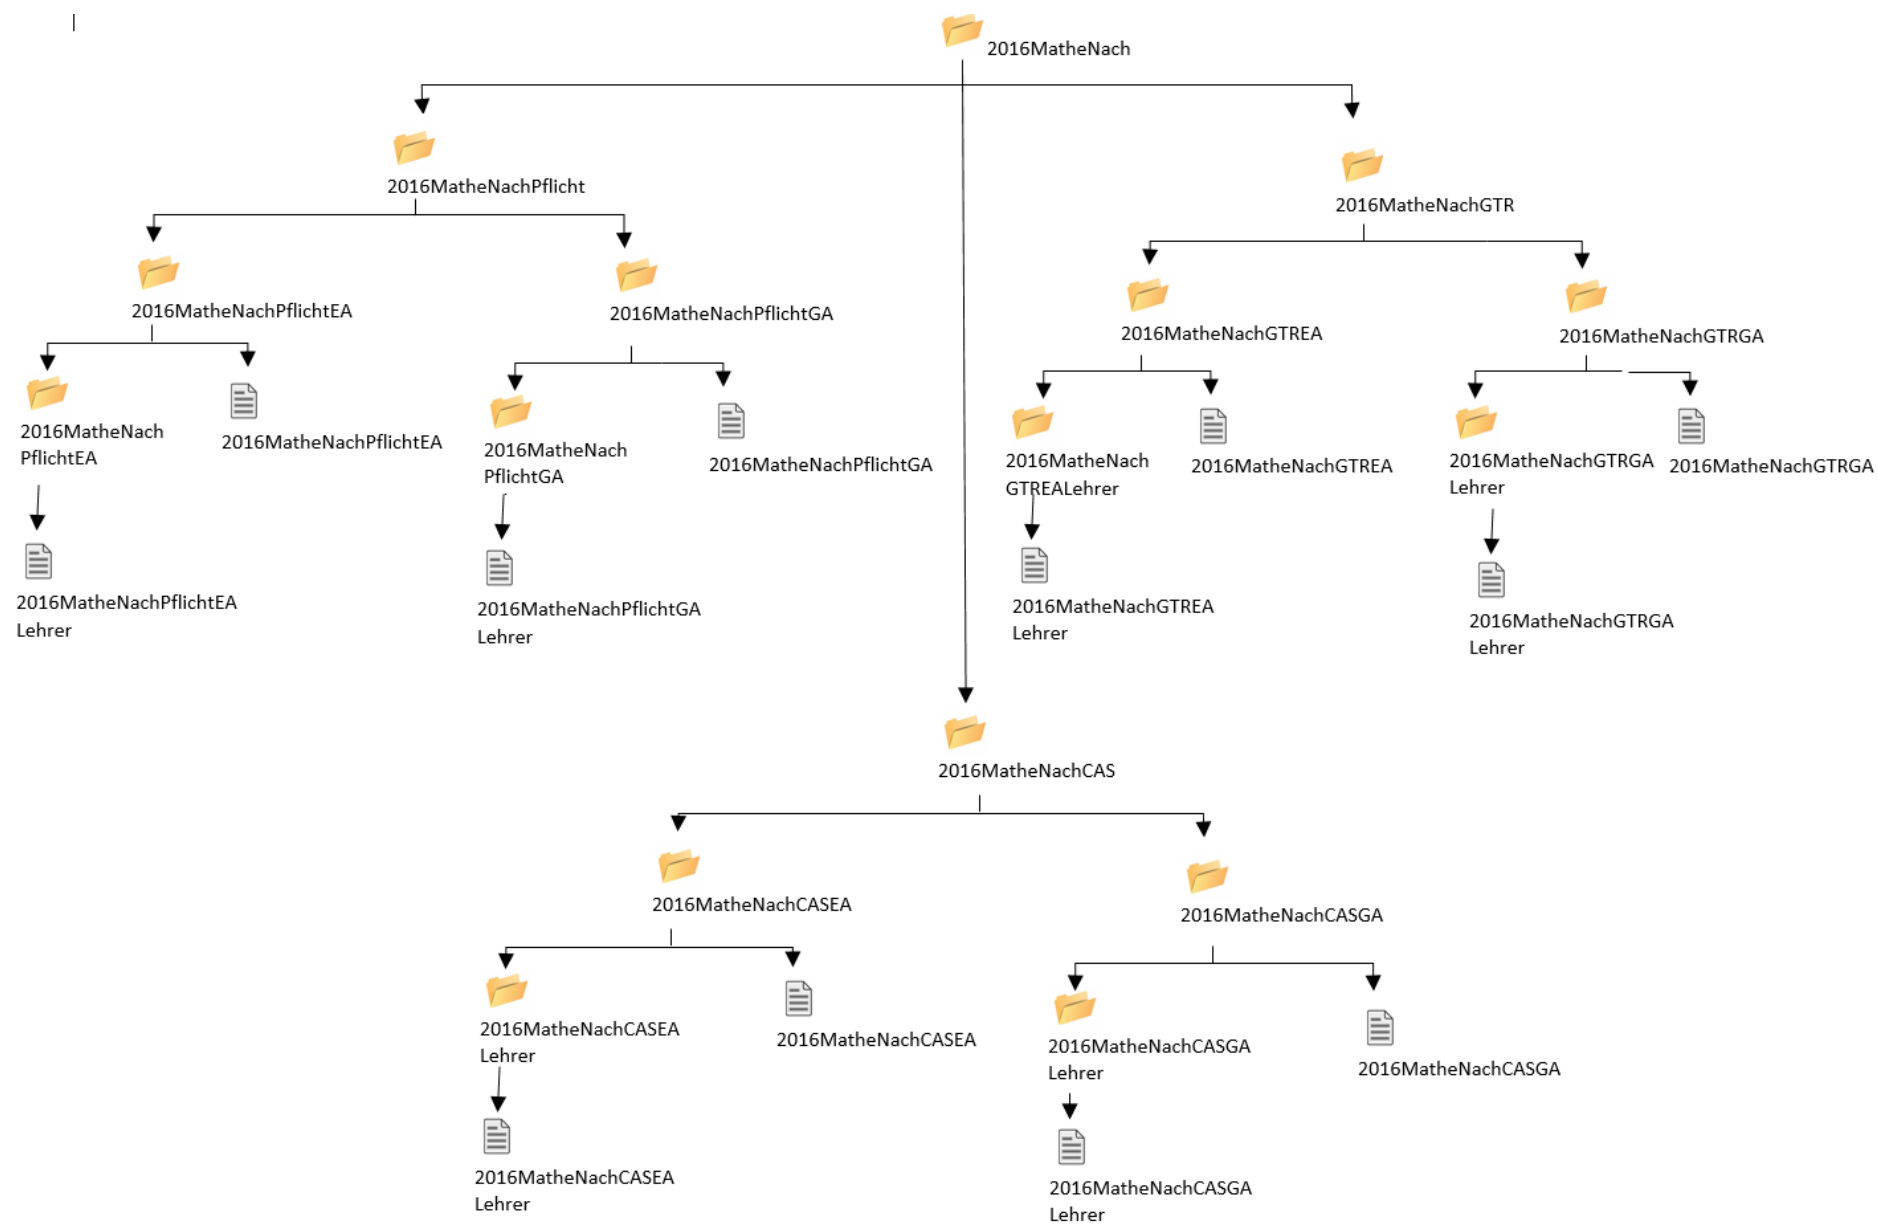 2016MatheNach
2016MatheNachPflicht
2016MatheNachGTR
2016MatheNachPflichtEA
2016MatheNachPflichtGA
2016MatheNachGTREA
2016MatheNachGTRGA
2016MatheNach
PflichtEA
2016MatheNachPflichtEA
2016MatheNach
PflichtGA
2016MatheNachPflichtGA
2016MatheNach
GTREALehrer
2016MatheNachGTREA
2016MatheNachGTRGA
Lehrer
2016MatheNachGTRGA
2016MatheNachPflichtEA
Lehrer
2016MatheNachPflichtGA
Lehrer
2016MatheNachGTREA
Lehrer
2016MatheNachGTRGA
Lehrer
2016MatheNachCAS
2016MatheNachCASEA
2016MatheNachCASGA
2016MatheNachCASEA
Lehrer
2016MatheNachCASEA
2016MatheNachCASGA
Lehrer
2016MatheNachCASGA
2016MatheNachCASEA
Lehrer
2016MatheNachCASGA
Lehrer